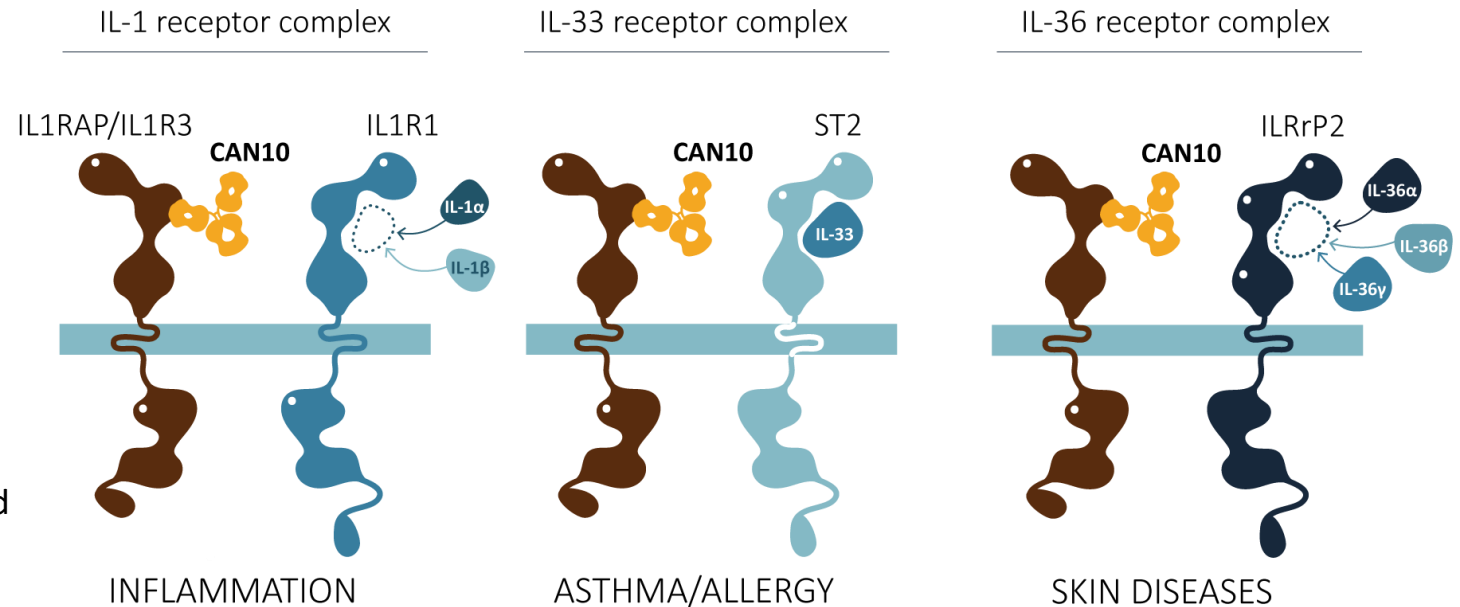 IL-1 receptor complex
IL1RAP/IL1R3
CAN10
IL1R1
IL-1α
IL-1β
INFLAMMATION
IL-33 receptor complex
CAN10
ST2
IL-33
ASTHMA/ALLERGY
IL-36 receptor complex
CAN10
ILRrP2
IL-36α
IL-36β
IL-36γ
SKIN DISEASES
d